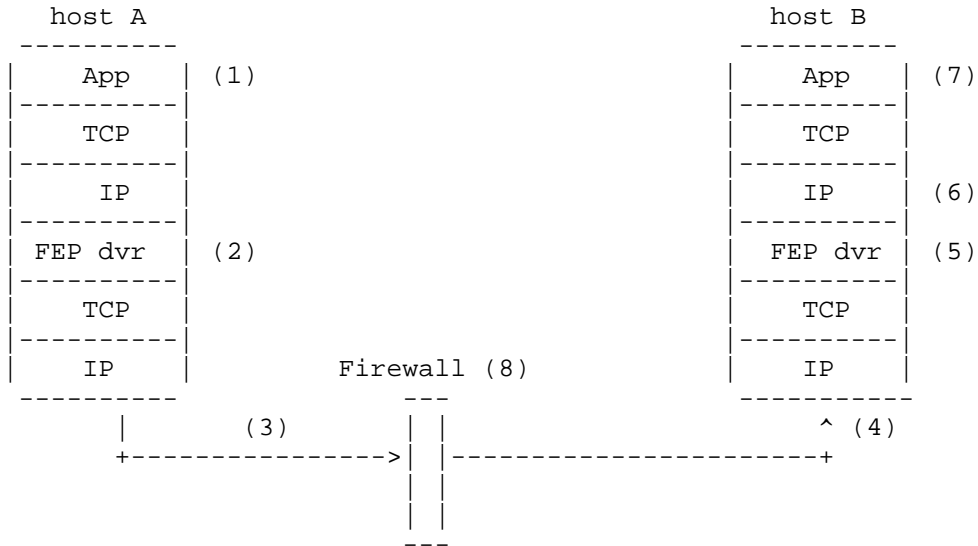 host A host B
App (1) App (7)
TCP TCP
IP IP (6)
FEP dvr (2) FEP dvr (5)
TCP TCP
IP Firewall (8) IP
(3) ^ (4)